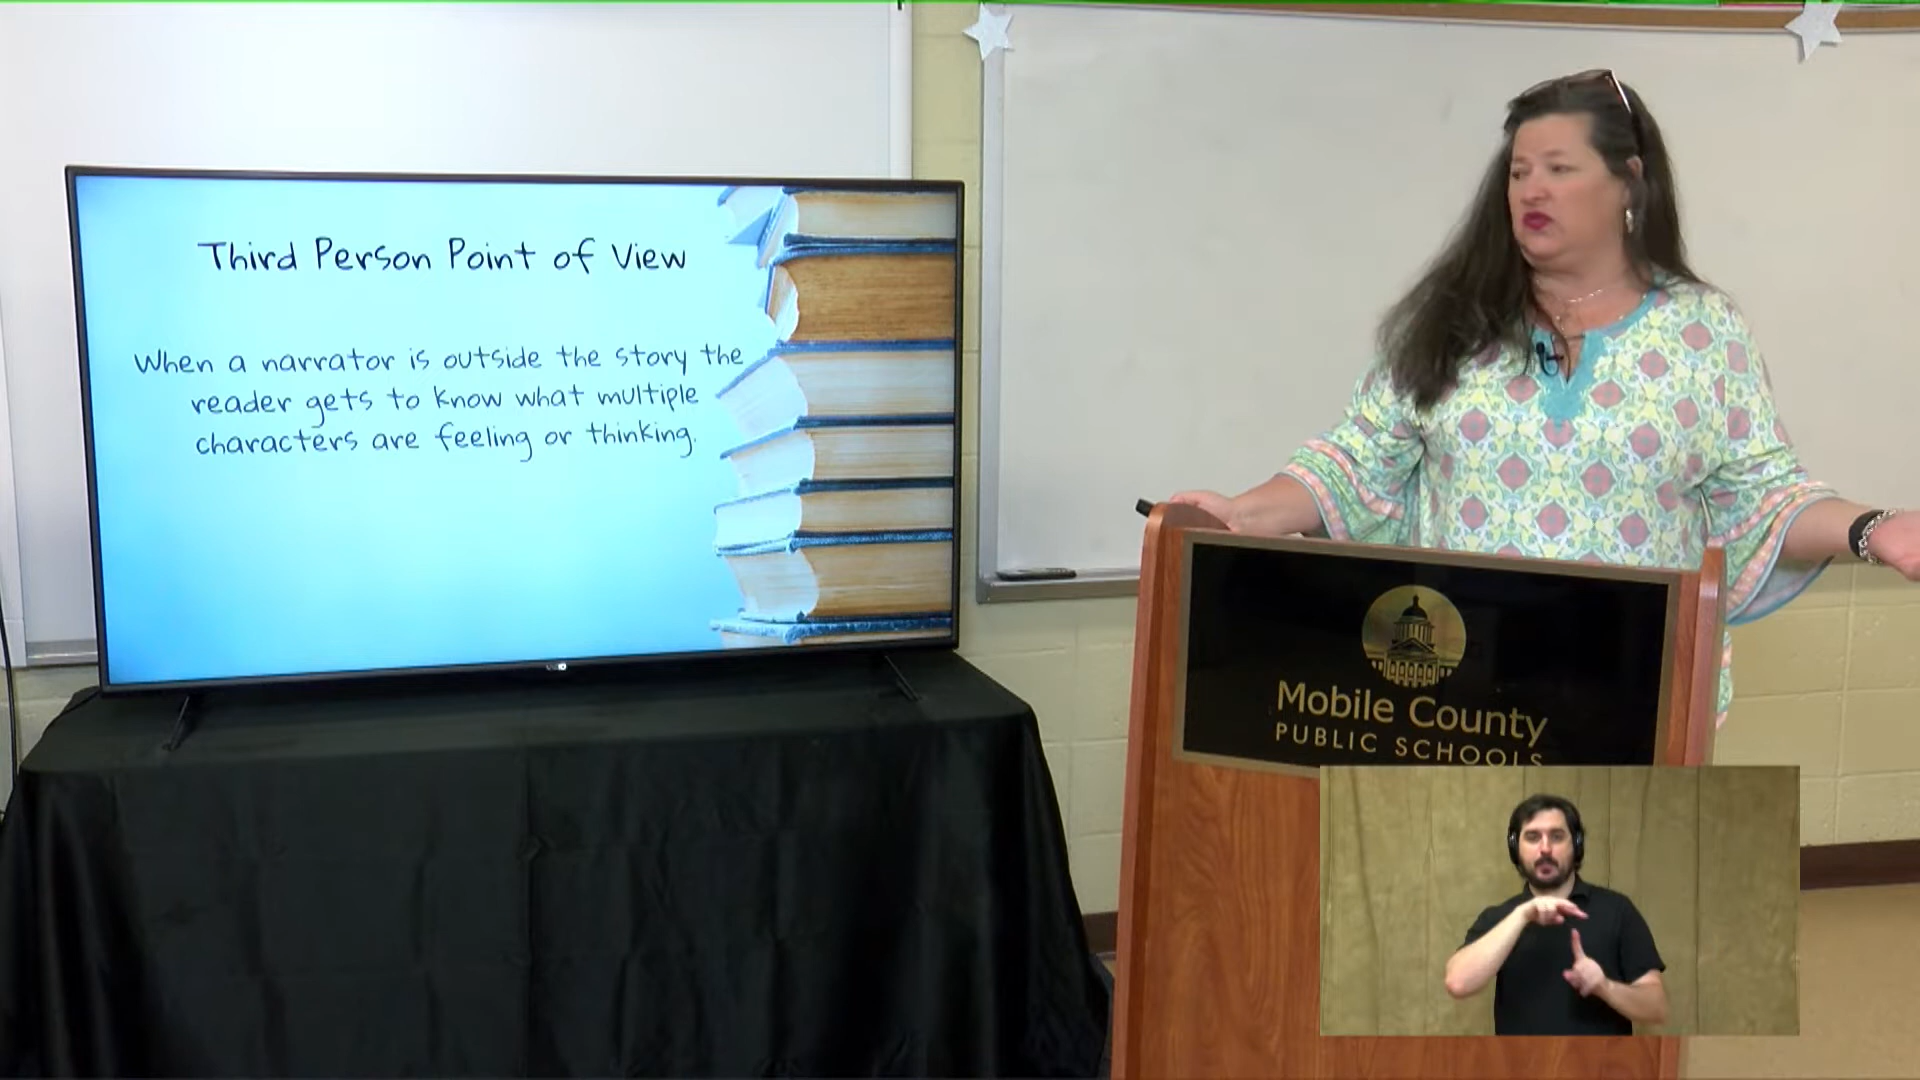 Third Person Point of View
When a narrator is outside the story the
reader gets to know what multiple
characters are feeling or thinking.
VIZIO
Mobile County
PUBLIC SCHOOLS